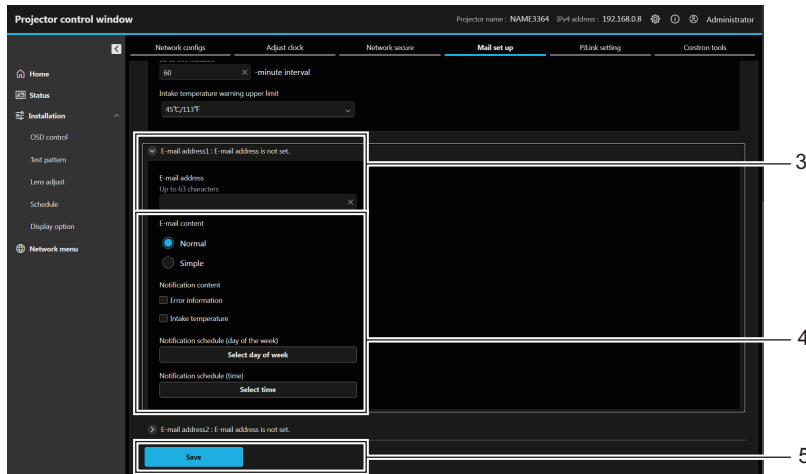 Projector control window
Projector name : NAME3364 IPv4 address : 192.168.0.8 Administrator
Network configs Adjust clock Network secure Mail set up PJLink setting Crestron tools
Home
Status
Installation
OSD control
Test pattern
Lens adjust
Schedule
Display option
Network menu
60 -minute interval
Intake temperature warning upper limit
45℃/113℉
E-mail address1 : E-mail address is not set.
3
E-mail address
Up to 63 characters
E-mail content
Normal
Simple
Notification content
Error information
Intake temperature
4
Notification schedule (day of the week)
Select day of week
Notification schedule (time)
Select time
E-mail address2 : E-mail address is not set.
Save
5